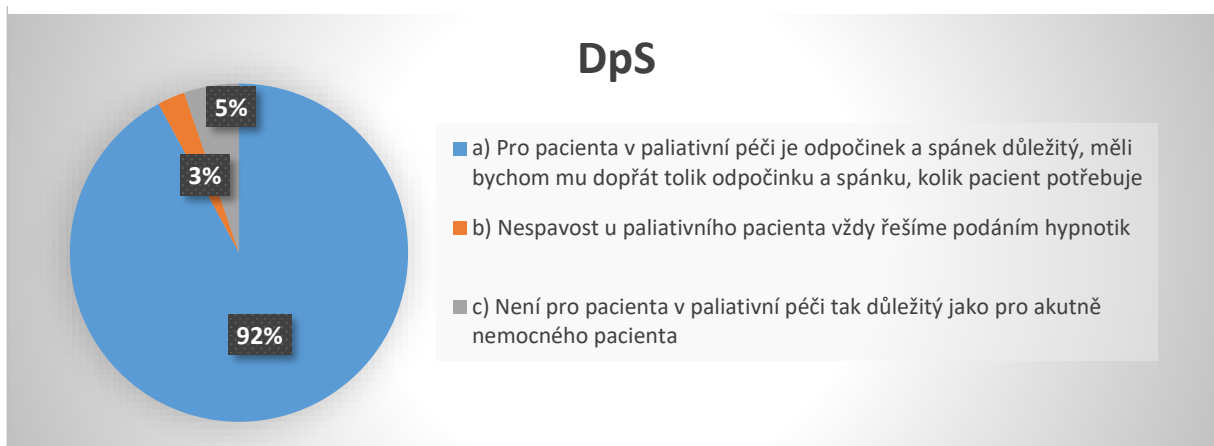 DpS
5%
3%
92%
a) Pro pacienta v paliativní péči je odpočinek a spánek důležitý, měli
bychom mu dopřát tolik odpočinku a spánku, kolik pacient potřebuje
b) Nespavost u paliativního pacienta vždy řešíme podáním hypnotik
c) Není pro pacienta v paliativní péči tak důležitý jako pro akutně
nemocného pacienta